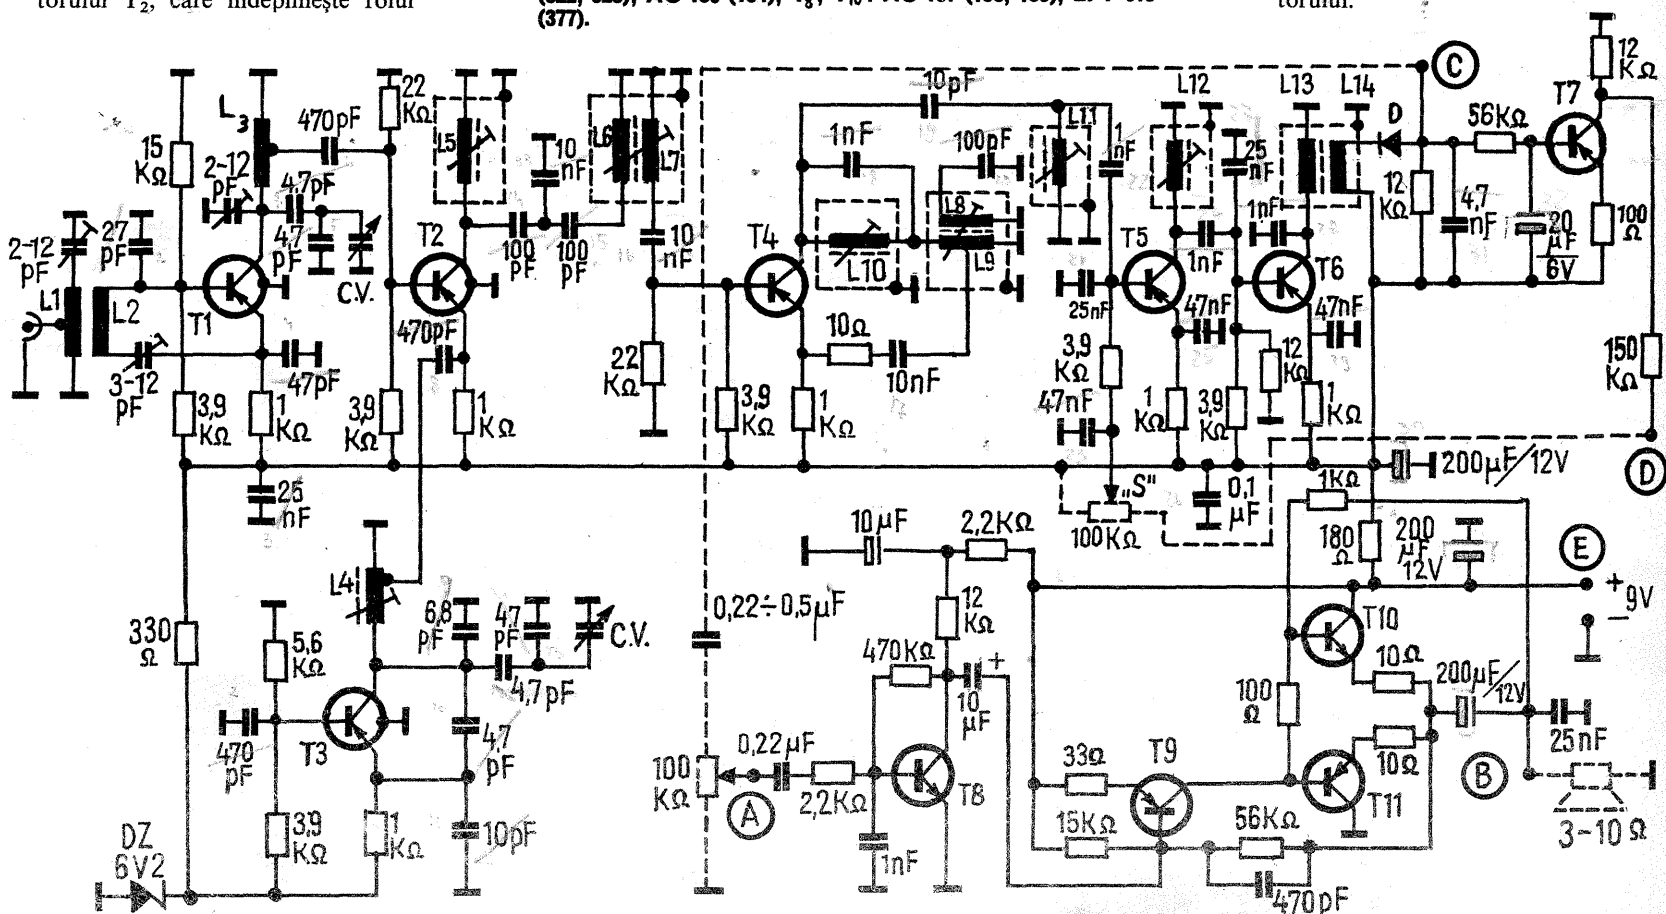 torului T₂, care îndeplinește rolul
(377).
torului.
12 KΩ
C
L12
L13
L14
T7
10pF
L11
D
56KΩ
22 KΩ
L3
470pF
15 KΩ
L5
10 nF
L6
L7
1nF
100pF
1 nF
25 nF
2-12 pF
4,7pF
12 KΩ
4,7 nF
20 µF 6V
100 Ω
L8
L9
L10
1nF
2-12 pF
27 pF
4,7 pF
C.V.
T2
100 pF
100 pF
10 nF
T4
T5
1nF
T6
L1
L2
T1
470pF
25nF
47nF
47nF
10Ω
10nF
3-12 pF
47pF
22 KΩ
3,9 KΩ
12 KΩ
150 KΩ
3,9 KΩ
1 KΩ
3,9 KΩ
1 KΩ
3,9 KΩ
1 KΩ
47nF
1 KΩ
3,9 KΩ
1 KΩ
D
200µF/12V
1KΩ
25 nF
„S"
100KΩ
0,1 µF
10µF
2,2KΩ
180 Ω
200 µF 12V
E
+
9V
−
L4
0,22÷0,5µF
12 KΩ
T10
330 Ω
5,6 KΩ
6,8 pF
4,7 pF
C.V.
470KΩ
10Ω
200µF/12V
4,7pF
10 µF
+
100 Ω
25nF
470 pF
T3
4,7 pF
100 KΩ
0,22µF
A
2,2KΩ
T8
33Ω
T9
10Ω
B
T11
3-10Ω
DZ 6V2
3,9 KΩ
1 KΩ
10pF
1nF
15KΩ
56KΩ
470pF